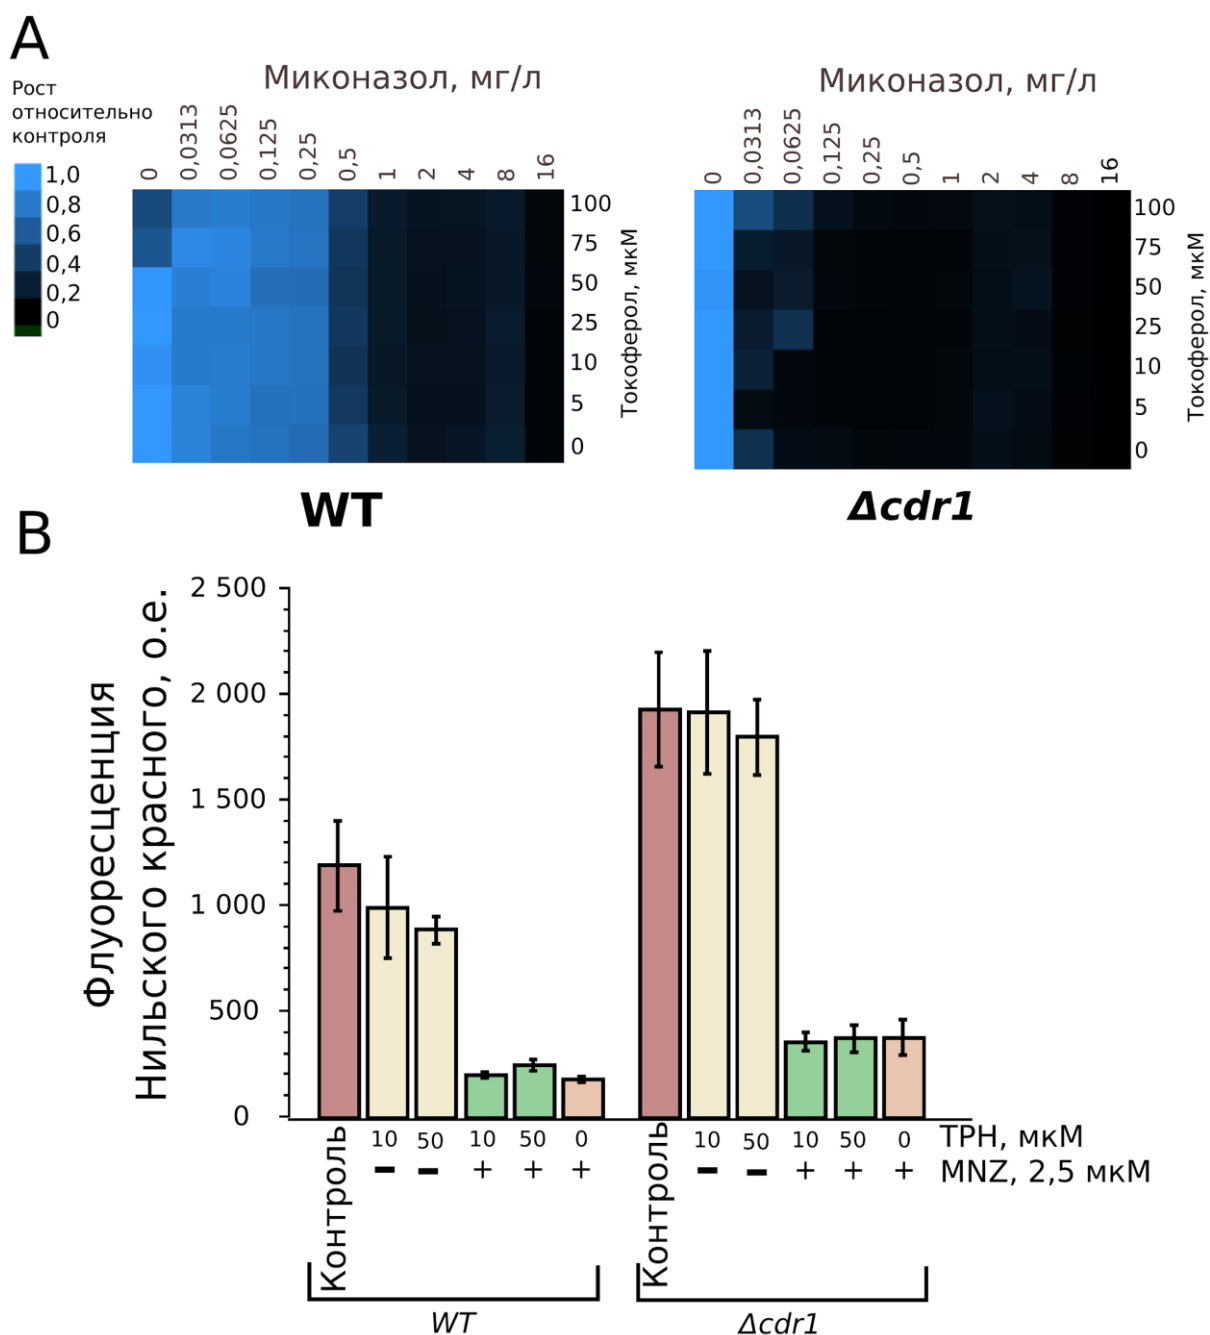 A
Рост
относительно
контроля
1,0
0,8
0,6
0,4
0,2
0
Миконазол, мг/л
0 0,0313 0,0625 0,125 0,25 0,5 1 2 4 8 16
100
75
50
25
10
5
0
Токоферол, мкМ
WT
Миконазол, мг/л
0 0,0313 0,0625 0,125 0,25 0,5 1 2 4 8 16
100
75
50
25
10
5
0
Токоферол, мкМ
Δcdr1
B
Флуоресценция
Нильского красного, о.е.
2 500
2 000
1 500
1 000
500
0
Контроль 10 50 10 50 0 Контроль 10 50 10 50 0 TPH, мкМ
− − + + + − − + + + MNZ, 2,5 мкМ
WT Δcdr1